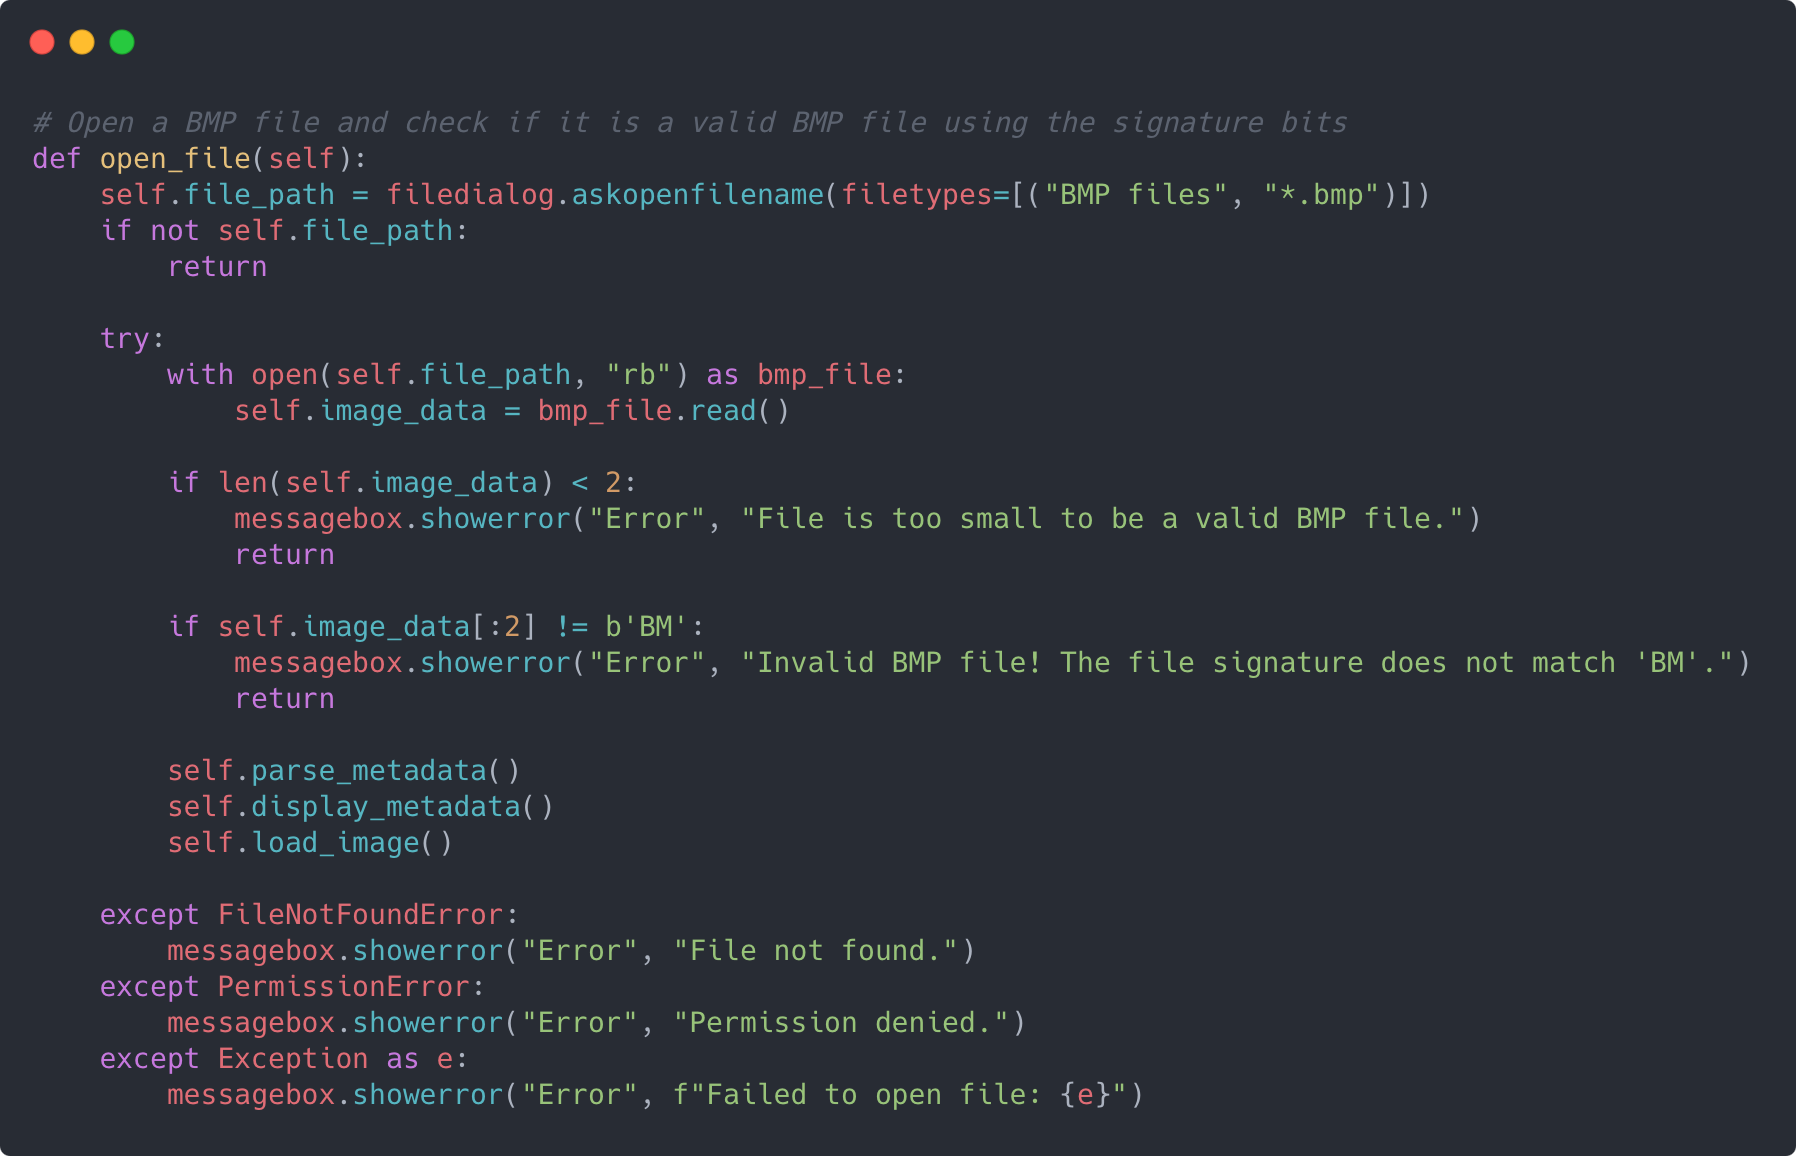 # Open a BMP file and check if it is a valid BMP file using the signature bits
def open_file(self):
    self.file_path = filedialog.askopenfilename(filetypes=[("BMP files", "*.bmp")])
    if not self.file_path:
        return

    try:
        with open(self.file_path, "rb") as bmp_file:
            self.image_data = bmp_file.read()

        if len(self.image_data) < 2:
            messagebox.showerror("Error", "File is too small to be a valid BMP file.")
            return

        if self.image_data[:2] != b'BM':
            messagebox.showerror("Error", "Invalid BMP file! The file signature does not match 'BM'.")
            return

        self.parse_metadata()
        self.display_metadata()
        self.load_image()

    except FileNotFoundError:
        messagebox.showerror("Error", "File not found.")
    except PermissionError:
        messagebox.showerror("Error", "Permission denied.")
    except Exception as e:
        messagebox.showerror("Error", f"Failed to open file: {e}")